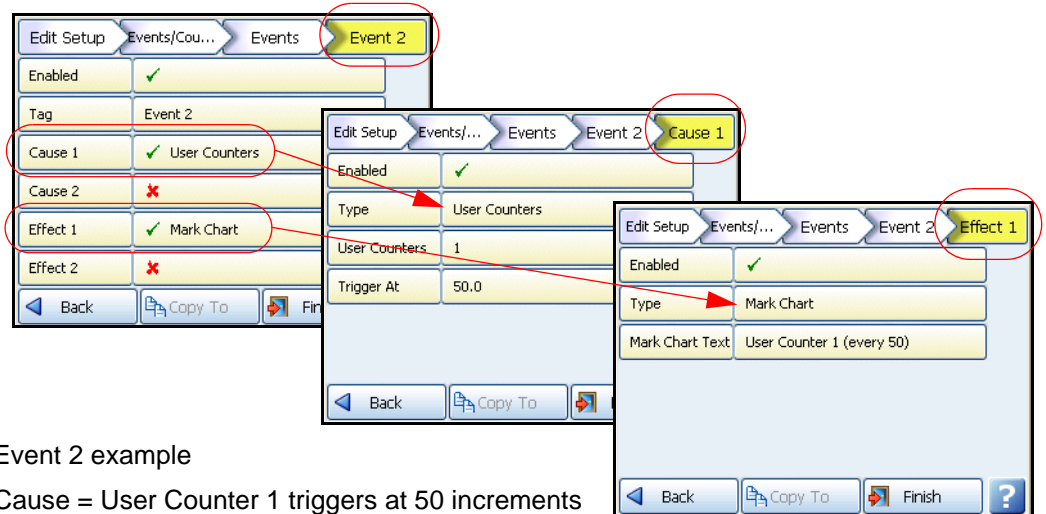 Edit Setup Events/Cou... Events Event 2
Enabled
Tag Event 2
Cause 1 User Counters
Cause 2
Effect 1 Mark Chart
Effect 2
Back Copy To
Edit Setup Events/... Events Event 2 Cause 1
Enabled
Type User Counters
User Counters 1
Trigger At 50.0
Back Copy To
Edit Setup Events/... Events Event 2 Effect 1
Enabled
Type Mark Chart
Mark Chart Text User Counter 1 (every 50)
Back Copy To Finish ?
Event 2 example
Cause = User Counter 1 triggers at 50 increments